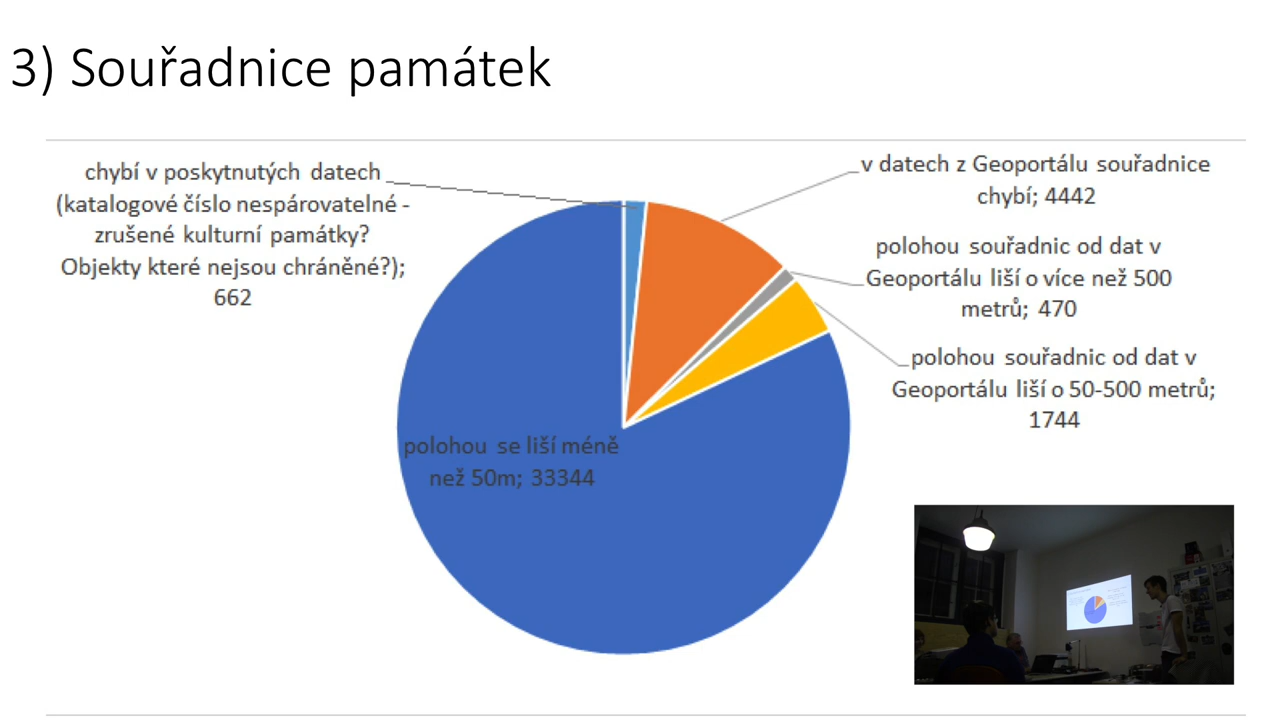 3) Souřadnice památek
chybí v poskytnutých datech
(katalogové číslo nespárovatelné -
zrušené kulturní památky?
Objekty které nejsou chráněné?);
662
v datech z Geoportálu souřadnice
chybí; 4442
polohou souřadnic od dat v
Geoportálu liší o více než 500
metrů; 470
polohou souřadnic od dat v
Geoportálu liší o 50-500 metrů;
1744
polohou se liší méně
než 50m; 33344